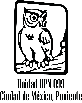 Unidad UPN 099
Ciudad de México, Poniente